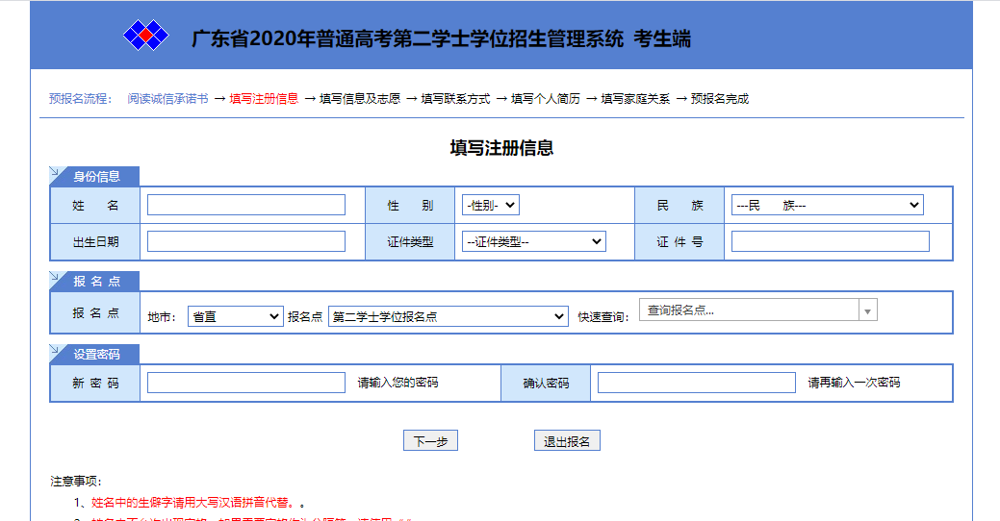 广东省2020年普通高考第二学士学位招生管理系统 考生端
预报名流程： 阅读诚信承诺书 → 填写注册信息 → 填写信息及志愿 → 填写联系方式 → 填写个人简历 → 填写家庭关系 → 预报名完成
填写注册信息
身份信息
姓 名 性 别 -性别- 民 族 ---民 族---
出生日期 证件类型 --证件类型-- 证 件 号
报 名 点
报 名 点 地市： 省直 报名点 第二学士学位报名点 快速查询： 查询报名点...
设置密码
新 密 码 请输入您的密码 确认密码 请再输入一次密码
下一步 退出报名
注意事项：
1、姓名中的生僻字请用大写汉语拼音代替。。